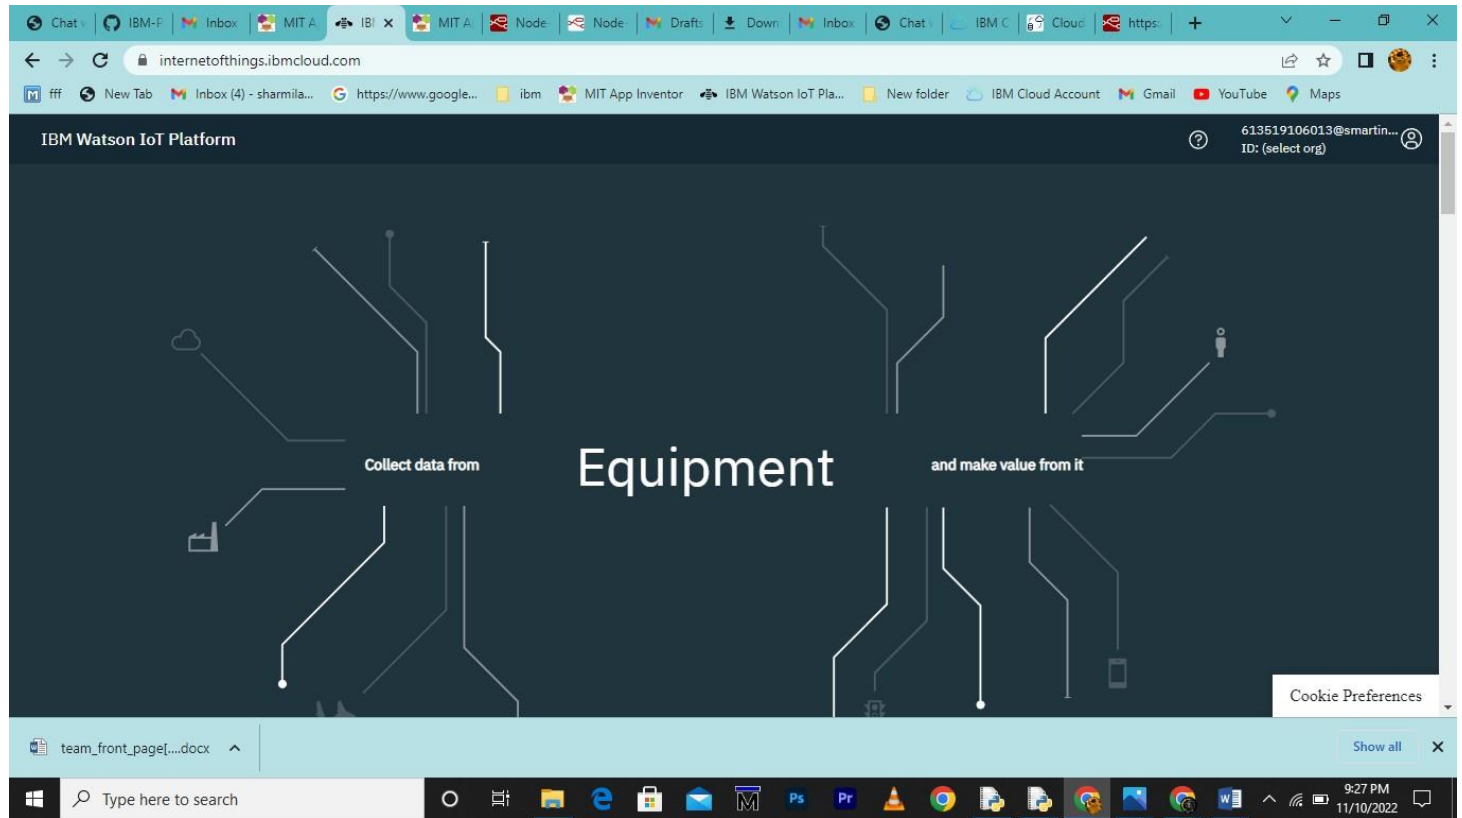 Chat
IBM-P
Inbox
MIT A
IBI
MIT A
Node-
Node-
Drafts
Down
Inbox
Chat
IBM C
Cloud
https:
internetofthings.ibmcloud.com
fff
New Tab
Inbox (4) - sharmila...
https://www.google...
ibm
MIT App Inventor
IBM Watson IoT Pla...
New folder
IBM Cloud Account
Gmail
YouTube
Maps
IBM Watson IoT Platform
613519106013@smartin...
ID: (select org)
Collect data from
Equipment
and make value from it
Cookie Preferences
team_front_page[....docx
Show all
Type here to search
Ps
Pr
9:27 PM
11/10/2022